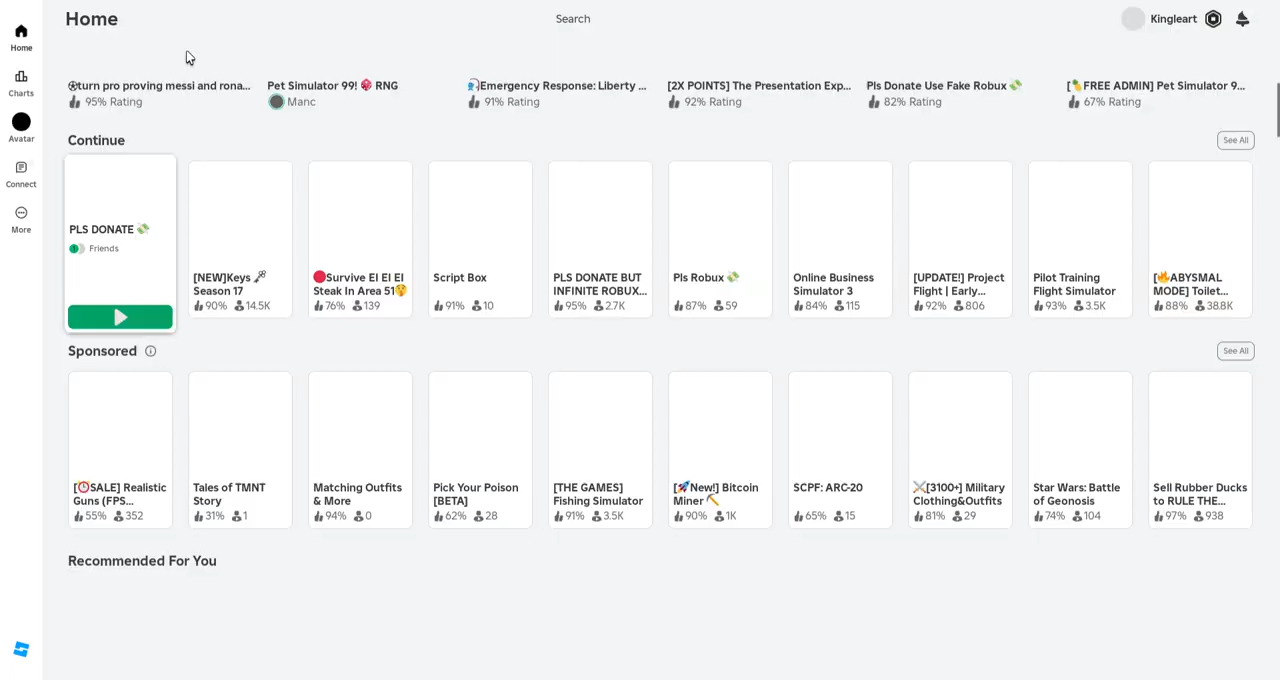 Home
Search
Kingleart
Home
Charts
Avatar
Connect
More
⚽turn pro proving messi and rona...
95% Rating
Pet Simulator 99! 🎲 RNG
Manc
Emergency Response: Liberty ...
91% Rating
[2X POINTS] The Presentation Exp...
92% Rating
Pls Donate Use Fake Robux 💸
82% Rating
[🍍FREE ADMIN] Pet Simulator 9...
67% Rating
Continue
See All
PLS DONATE 💸
1 Friends
[NEW]Keys 🗝
Season 17
90% 14.5K
🔴Survive EI EI EI
Steak In Area 51😲
76% 139
Script Box
91% 10
PLS DONATE BUT
INFINITE ROBUX...
95% 2.7K
Pls Robux 💸
87% 59
Online Business
Simulator 3
84% 115
[UPDATE!] Project
Flight | Early...
92% 806
Pilot Training
Flight Simulator
93% 3.5K
[🔥ABYSMAL
MODE] Toilet...
88% 38.8K
Sponsored
See All
[⏰SALE] Realistic
Guns (FPS...
55% 352
Tales of TMNT
Story
31% 1
Matching Outfits
& More
94% 0
Pick Your Poison
[BETA]
62% 28
[THE GAMES]
Fishing Simulator
91% 3.5K
[🚀New!] Bitcoin
Miner ⛏
90% 1K
SCPF: ARC-20
65% 15
⚔[3100+] Military
Clothing&Outfits
81% 29
Star Wars: Battle
of Geonosis
74% 104
Sell Rubber Ducks
to RULE THE...
97% 938
Recommended For You